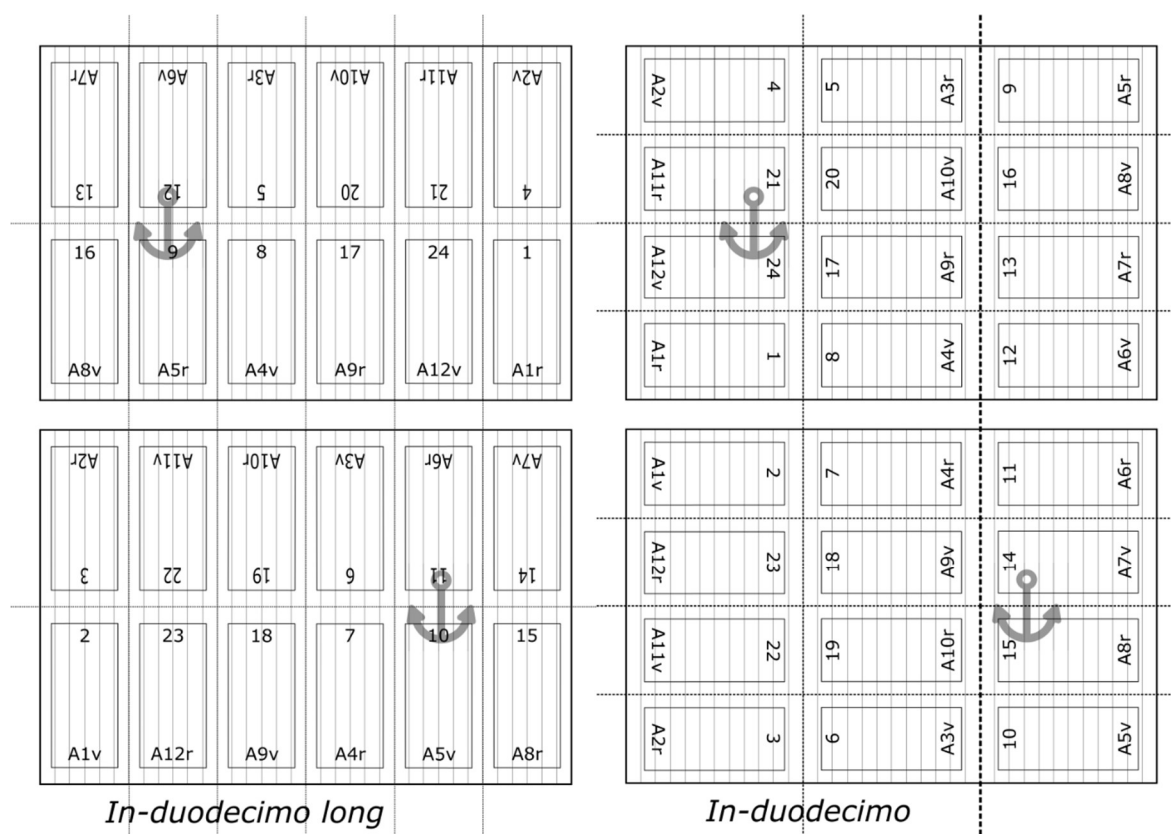 A7r A6v A3r A10v A11r A2v
13 12 5 20 21 4
16 9 8 17 24 1
A8v A5r A4v A9r A12v A1r
A2r A11v A10r A3v A6r A7v
3 22 19 6 11 14
2 23 18 7 10 15
A1v A12r A9v A4r A5v A8r
In-duodecimo long
A2v 4 5 A3r 9 A5r
A11r 21 20 A10v 16 A8v
A12v 24 17 A9r 13 A7r
A1r 1 8 A4v 12 A6v
A1v 2 7 A4r 11 A6r
A12r 23 18 A9v 14 A7v
A11v 22 19 A10r 15 A8r
A2r 3 6 A3v 10 A5v
In-duodecimo